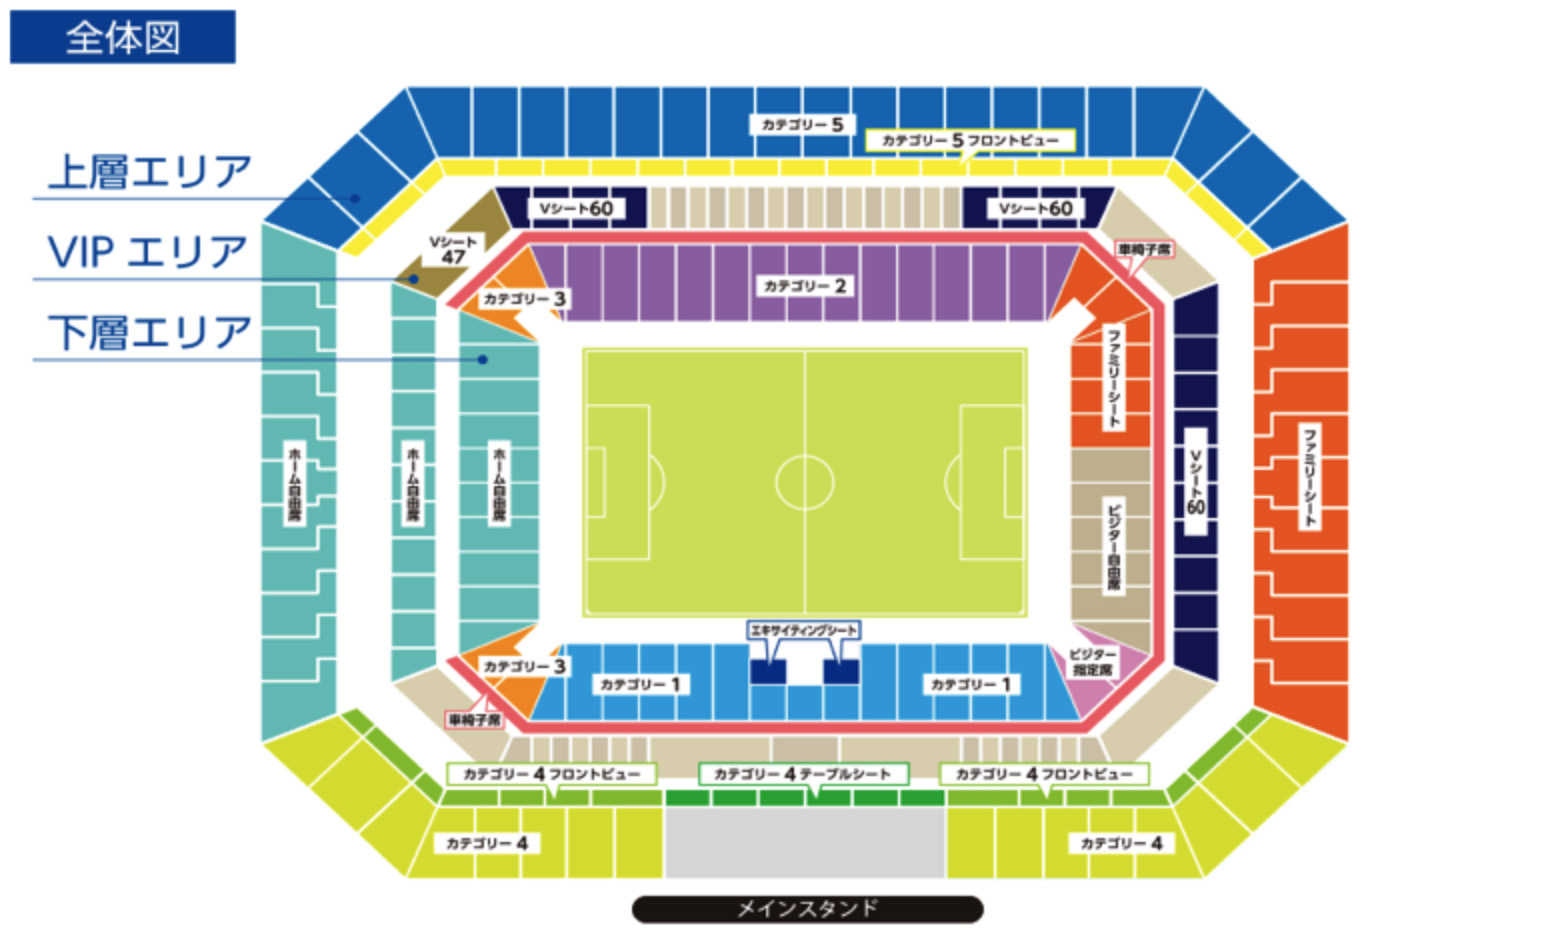 全体図
カテゴリー 5
カテゴリー 5 フロントビュー
上層エリア
Vシート60
Vシート60
VIP エリア
Vシート
47
車椅子席
カテゴリー 2
カテゴリー 3
下層エリア
ファミリーシート
ホーム自由席
ホーム自由席
ホーム自由席
Vシート60
ファミリーシート
ビジター自由席
エキサイティングシート
カテゴリー 3
カテゴリー 1
カテゴリー 1
ビジター
指定席
車椅子席
カテゴリー 4 フロントビュー
カテゴリー 4 テーブルシート
カテゴリー 4 フロントビュー
カテゴリー 4
カテゴリー 4
メインスタンド